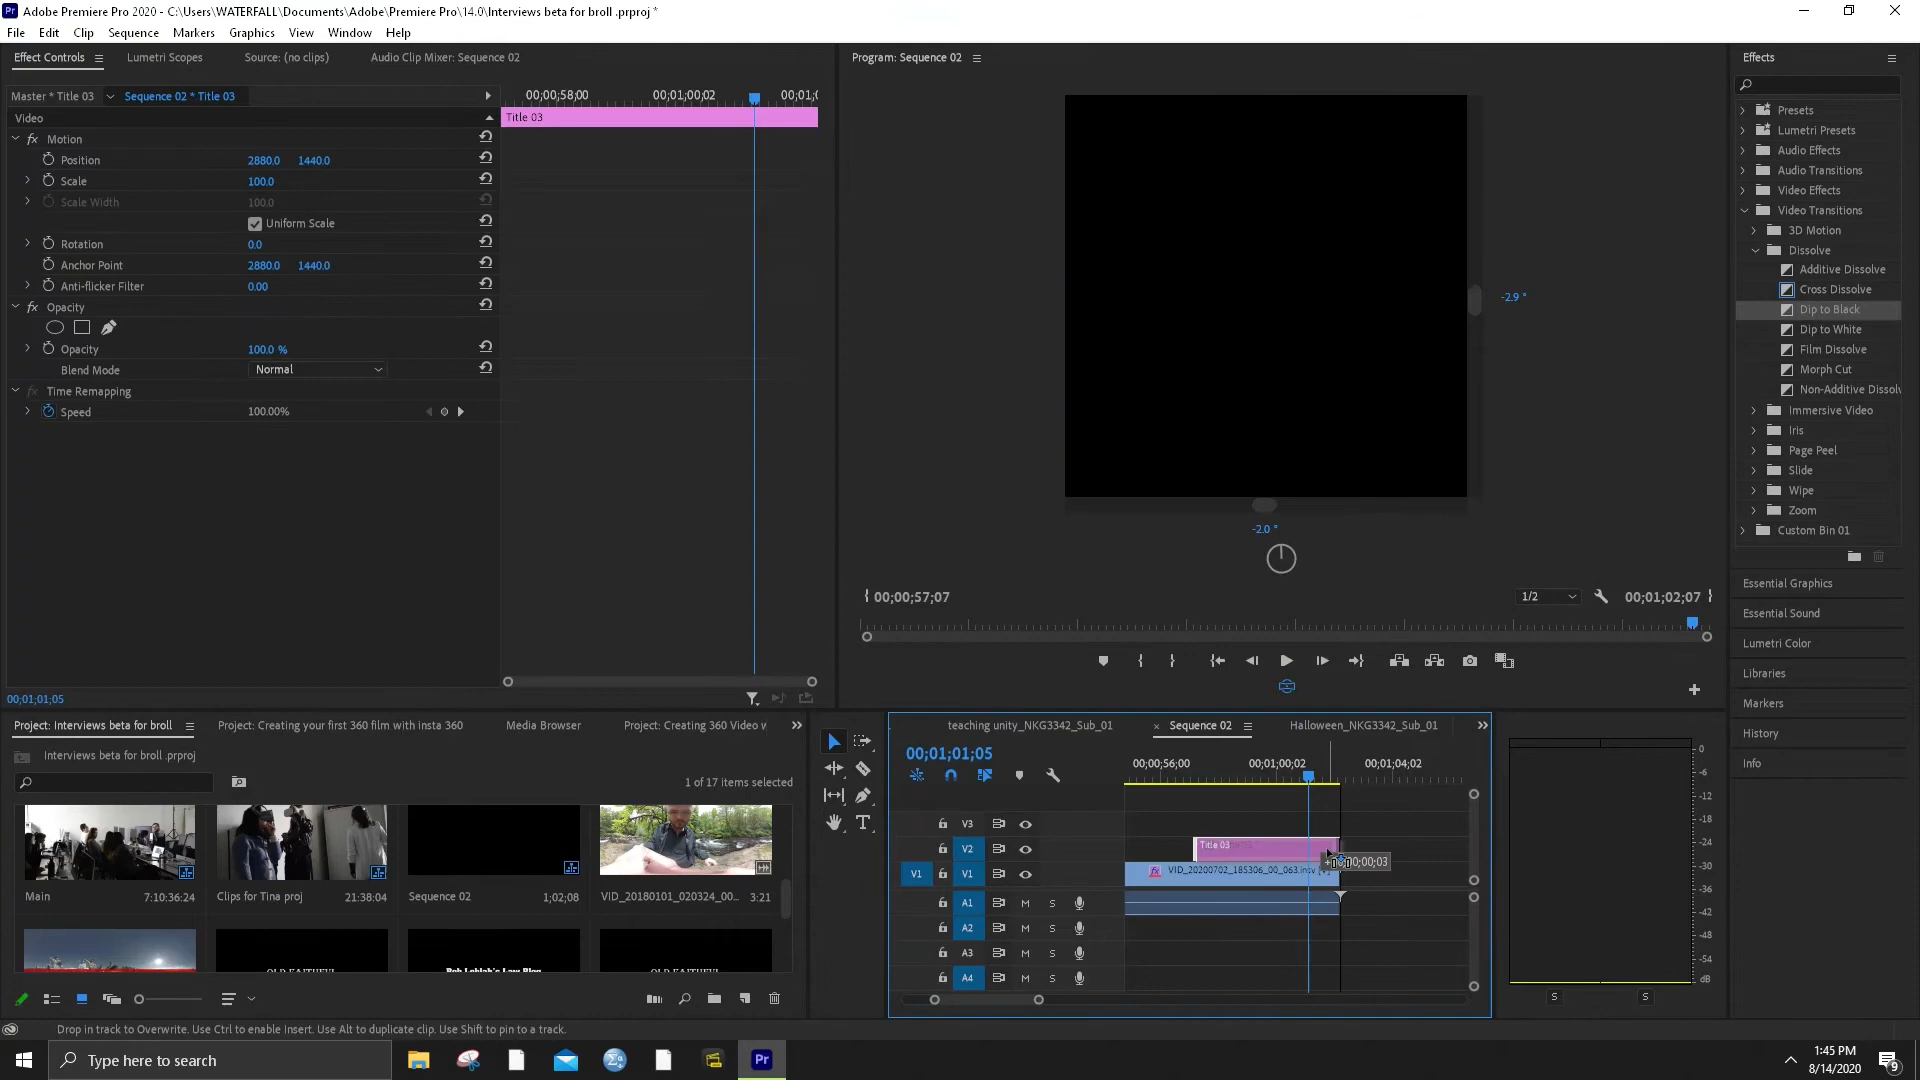 Adobe Premiere Pro 2020 - C:\Users\WATERFALL\Documents\Adobe\Premiere Pro\14.0\Interviews beta for broll .prproj *
File Edit Clip Sequence Markers Graphics View Window Help
Effect Controls Lumetri Scopes Source: (no clips) Audio Clip Mixer: Sequence 02
Master * Title 03 Sequence 02 * Title 03
00;00;58;00 00;01;00;02 00;01;0
Video
Title 03
fx Motion
Position 2880.0 1440.0
Scale 100.0
Scale Width 100.0
Uniform Scale
Rotation 0.0
Anchor Point 2880.0 1440.0
Anti-flicker Filter 0.00
fx Opacity
Opacity 100.0 %
Blend Mode Normal
fx Time Remapping
Speed 100.00%
00;01;01;05
Program: Sequence 02
-2.9 °
-2.0 °
00;00;57;07
1/2
00;01;02;07
Effects
Presets
Lumetri Presets
Audio Effects
Audio Transitions
Video Effects
Video Transitions
3D Motion
Dissolve
Additive Dissolve
Cross Dissolve
Dip to Black
Dip to White
Film Dissolve
Morph Cut
Non-Additive Dissolv
Immersive Video
Iris
Page Peel
Slide
Wipe
Zoom
Custom Bin 01
Essential Graphics
Essential Sound
Lumetri Color
Libraries
Markers
History
Info
Project: Interviews beta for broll Project: Creating your first 360 film with insta 360 Media Browser Project: Creating 360 Video v
Interviews beta for broll .prproj
1 of 17 items selected
Main 7:10:36:24
Clips for Tina proj 21:38:04
Sequence 02 1;02;08
VID_20180101_020324_00... 3:21
OLD FAITHFUL
Bob Loblak's Law Blog
OLD FAITHFUL
teaching unity_NKG3342_Sub_01 Sequence 02 Halloween_NKG3342_Sub_01
00;01;01;05
00;00;56;00 00;01;00;02 00;01;04;02
V3
V2
Title 03
V1 V1
fx VID_20200702_185306_00_063.insv
A1 M S
A2 M S
A3 M S
A4 M S
0
-6
-12
-18
-24
-30
-36
-42
-48
-54
dB
S S
Drop in track to Overwrite. Use Ctrl to enable Insert. Use Alt to duplicate clip. Use Shift to pin to a track.
Type here to search
Pr
1:45 PM
8/14/2020
9